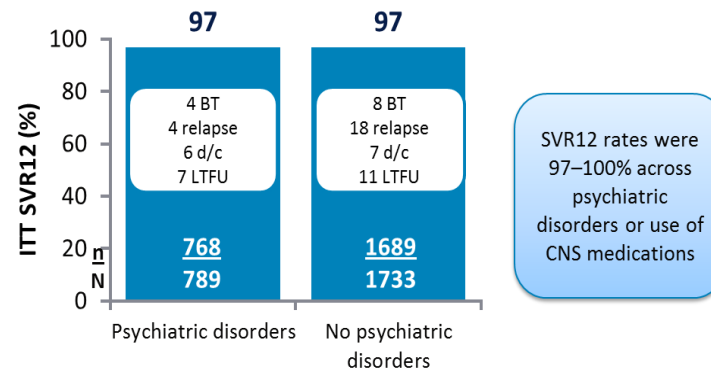 97
97
100
80
60
40
20
0
ITT SVR12 (%)
n
N
4 BT
4 relapse
6 d/c
7 LTFU
768
789
8 BT
18 relapse
7 d/c
11 LTFU
1689
1733
Psychiatric disorders
No psychiatric
disorders
SVR12 rates were
97–100% across
psychiatric
disorders or use of
CNS medications